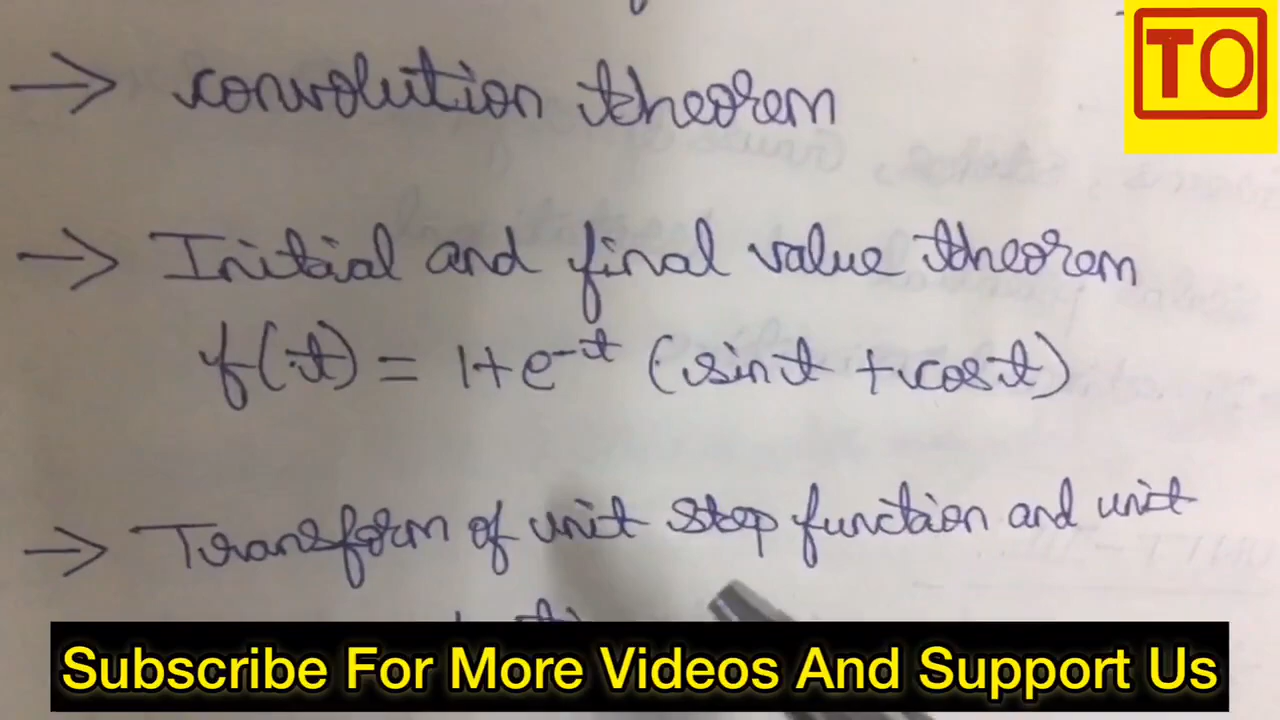 TO
→ convolution theorem
→ Initial and final value theorem
f(t) = 1+e^-t (sint + cost)
→ Transform of unit step function and unit
Subscribe For More Videos And Support Us